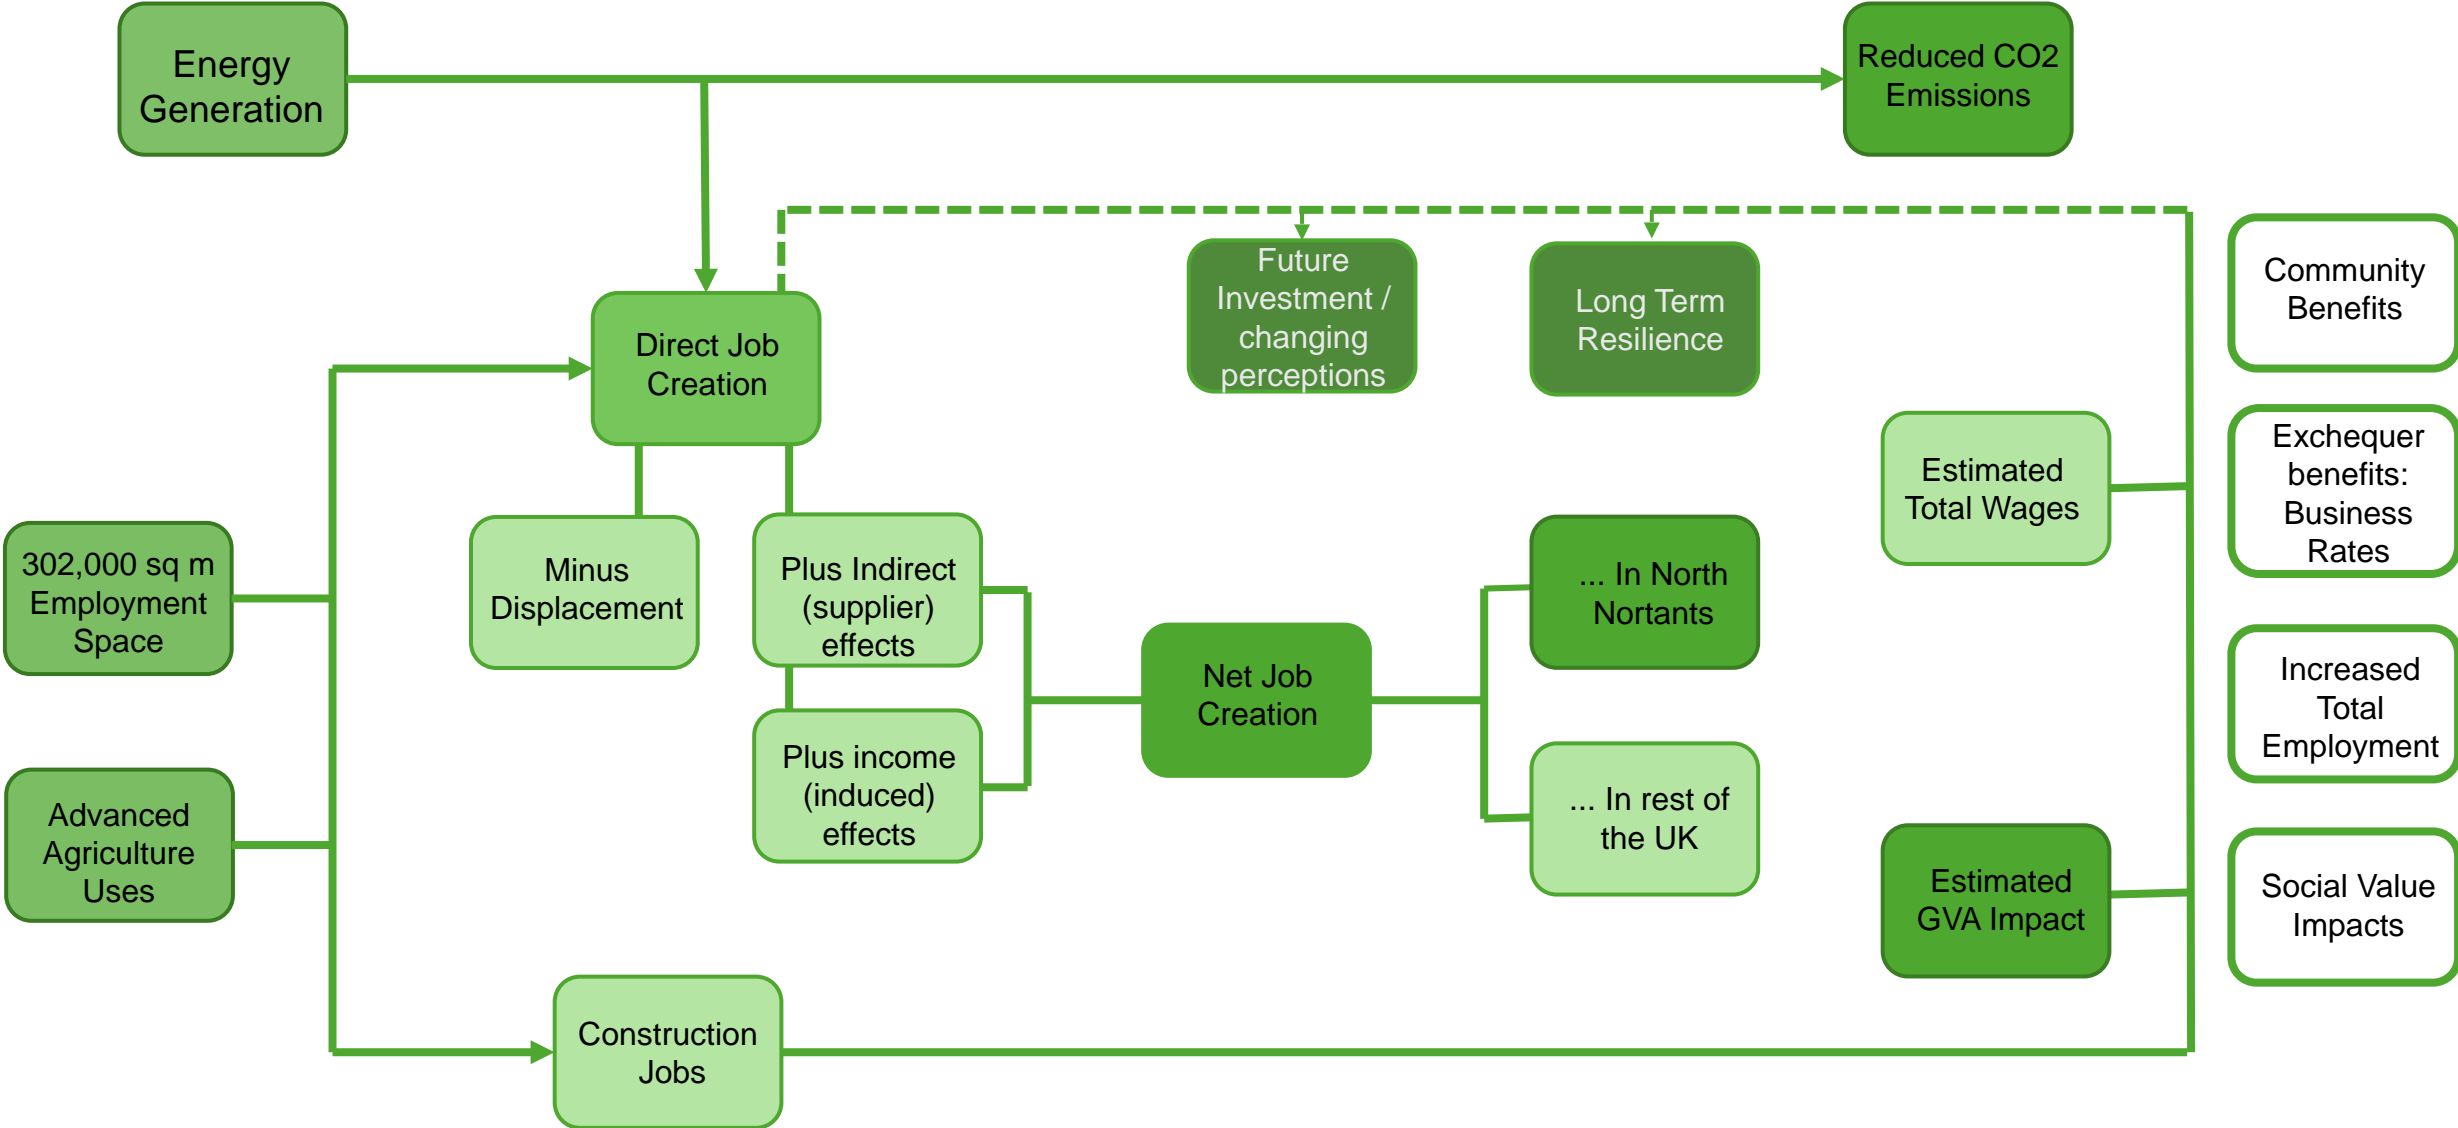 Energy
Generation
Reduced CO2
Emissions
Future
Investment /
changing
perceptions
Long Term
Resilience
Community
Benefits
Direct Job
Creation
Estimated
Total Wages
Exchequer
benefits:
Business
Rates
302,000 sq m
Employment
Space
Minus
Displacement
Plus Indirect
(supplier)
effects
... In North
Nortants
Net Job
Creation
Increased
Total
Employment
Plus income
(induced)
effects
... In rest of
the UK
Advanced
Agriculture
Uses
Estimated
GVA Impact
Social Value
Impacts
Construction
Jobs